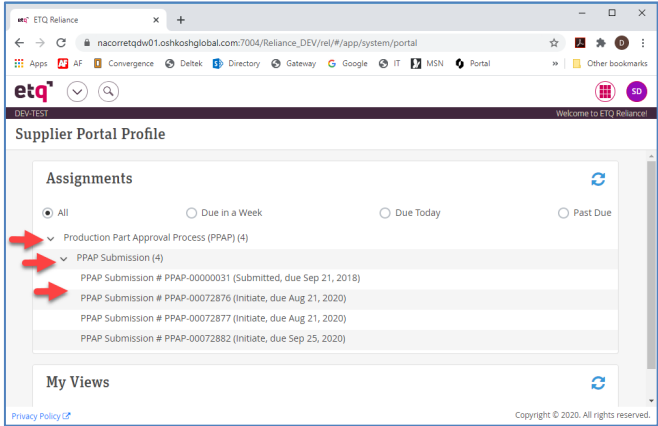 etq ETQ Reliance
nacorretqdw01.oshkoshglobal.com:7004/Reliance_DEV/rel/#/app/system/portal
D
Apps AF AF Convergence Deltek Directory Gateway G Google IT MSN Portal » Other bookmarks
etq SD
DEV-TEST Welcome to ETQ Reliance!
Supplier Portal Profile
Assignments
All Due in a Week Due Today Past Due
Production Part Approval Process (PPAP) (4)
PPAP Submission (4)
PPAP Submission # PPAP-00000031 (Submitted, due Sep 21, 2018)
PPAP Submission # PPAP-00072876 (Initiate, due Aug 21, 2020)
PPAP Submission # PPAP-00072877 (Initiate, due Aug 21, 2020)
PPAP Submission # PPAP-00072882 (Initiate, due Sep 25, 2020)
My Views
Privacy Policy Copyright © 2020. All rights reserved.